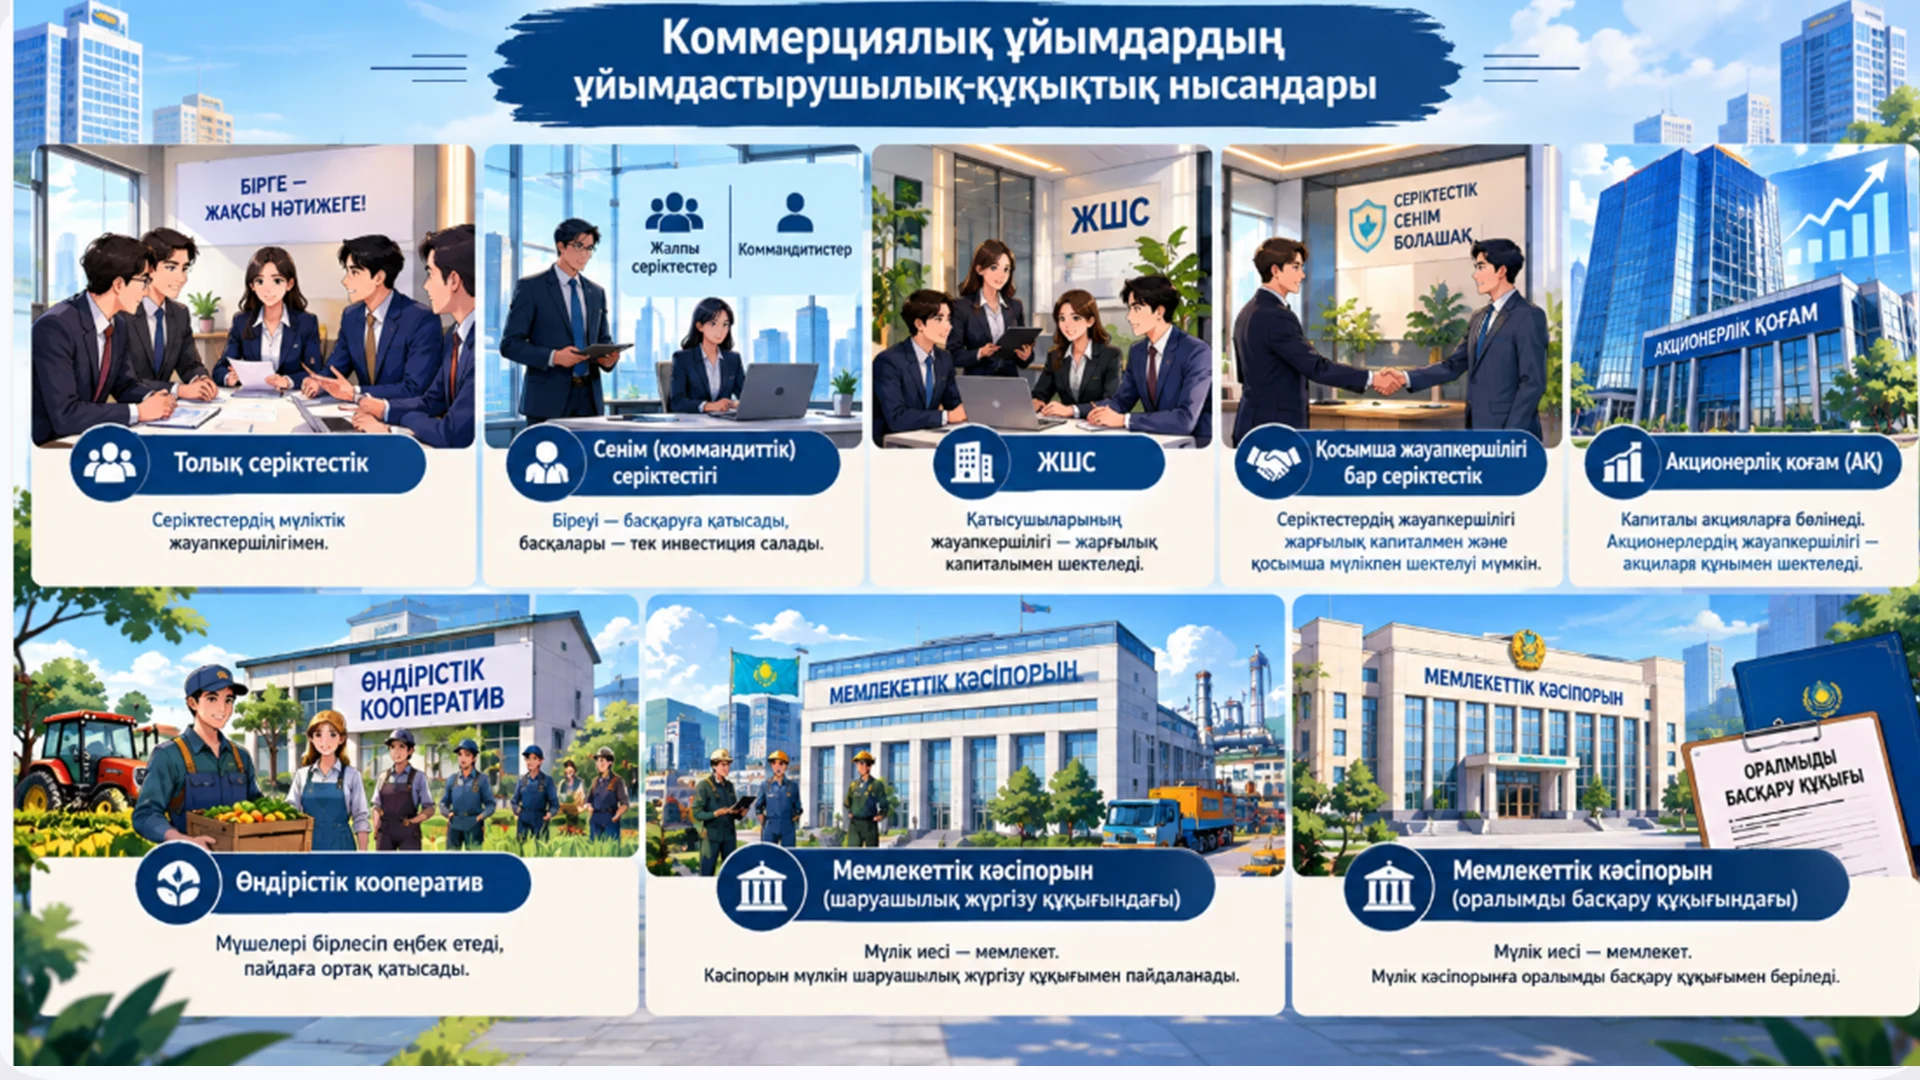 Коммерциялық ұйымдардың
ұйымдастырушылық-құқықтық нысандары
БІРГЕ –
ЖАҚСЫ НӘТИЖЕГЕ!
Толық серіктестік
Серіктестердің мүліктік
жауапкершілігімен.
Жалпы
серіктестер
Коммандитистер
Сенім (коммандиттік)
серіктестігі
Біреуі – басқаруға қатысады,
басқалары – тек инвестиция салады.
ЖШС
ЖШС
Қатысушыларының
жауапкершілігі – жарғылық
капиталымен шектеледі.
СЕРІКТЕСТІК
СЕНІМ
БОЛАШАҚ
Қосымша жауапкершілігі
бар серіктестік
Серіктестердің жауапкершілігі
жарғылық капиталмен және
қосымша мүлікпен шектелуі мүмкін.
АКЦИОНЕРЛІК ҚОҒАМ
Акционерлік қоғам (АҚ)
Капиталы акцияларға бөлінеді.
Акционерлердің жауапкершілігі –
акциларя құнымен шектеледі.
ӨНДІРІСТІК
КООПЕРАТИВ
Өндірістік кооператив
Мүшелері бірлесіп еңбек етеді,
пайдаға ортақ қатысады.
МЕМЛЕКЕТТІК КӘСІПОРЫН
Мемлекеттік кәсіпорын
(шаруашылық жүргізу құқығындағы)
Мүлік иесі – мемлекет.
Кәсіпорын мүлкін шаруашылық жүргізу құқығымен пайдаланады.
МЕМЛЕКЕТТІК КӘСІПОРЫН
ОРАЛМЫДЫ
БАСҚАРУ ҚҰҚЫҒЫ
Мемлекеттік кәсіпорын
(оралымды басқару құқығындағы)
Мүлік иесі – мемлекет.
Мүлік кәсіпорынға оралымды басқару құқығымен беріледі.